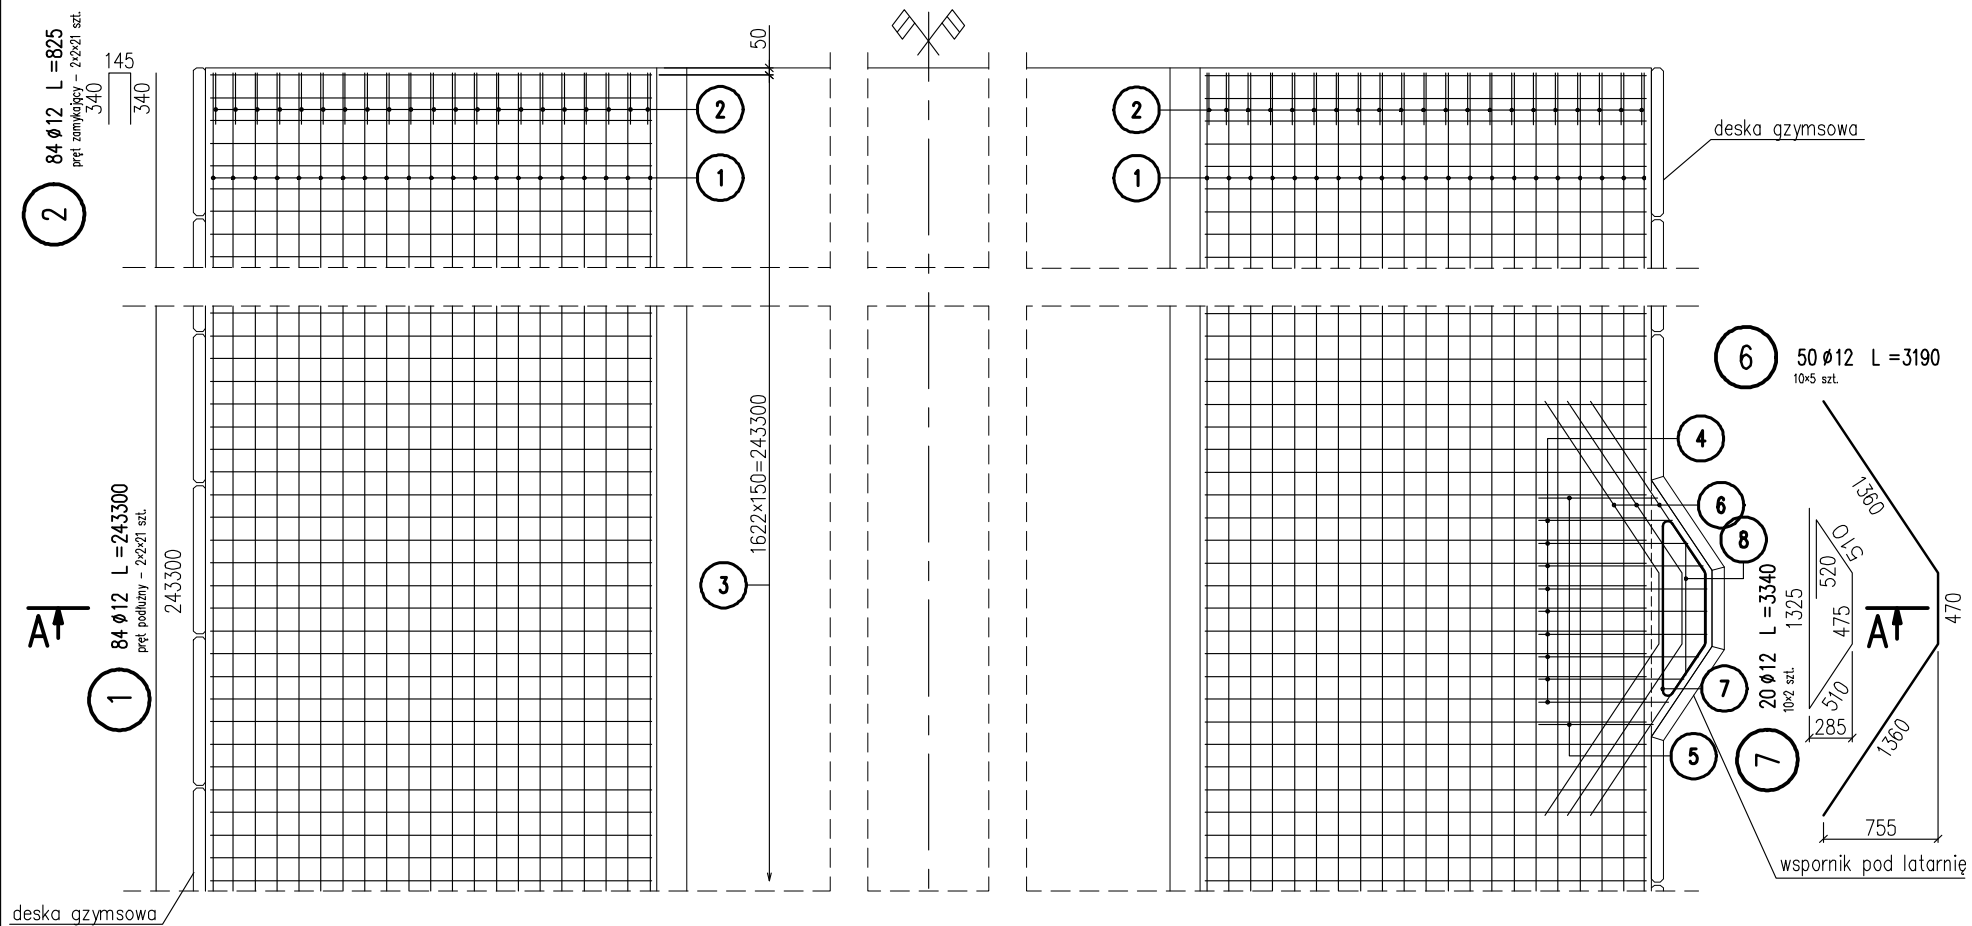 84 ø12 L=825
pręt zamykający – 2×2×21 szt.
145
340
340
2
50
2
1
2
1
deska gzymsowa
84 ø12 L=243300
pręt podłużny – 2×2×21 szt.
243300
1
A
1622×150=243300
3
6
50 ø12 L=3190
10×5 szt.
4
6
8
7
5
1360
470
1360
755
20 ø12 L=3340
10×2 szt.
7
1325
520
510
475
510
285
A
wspornik pod latarnię
deska gzymsowa